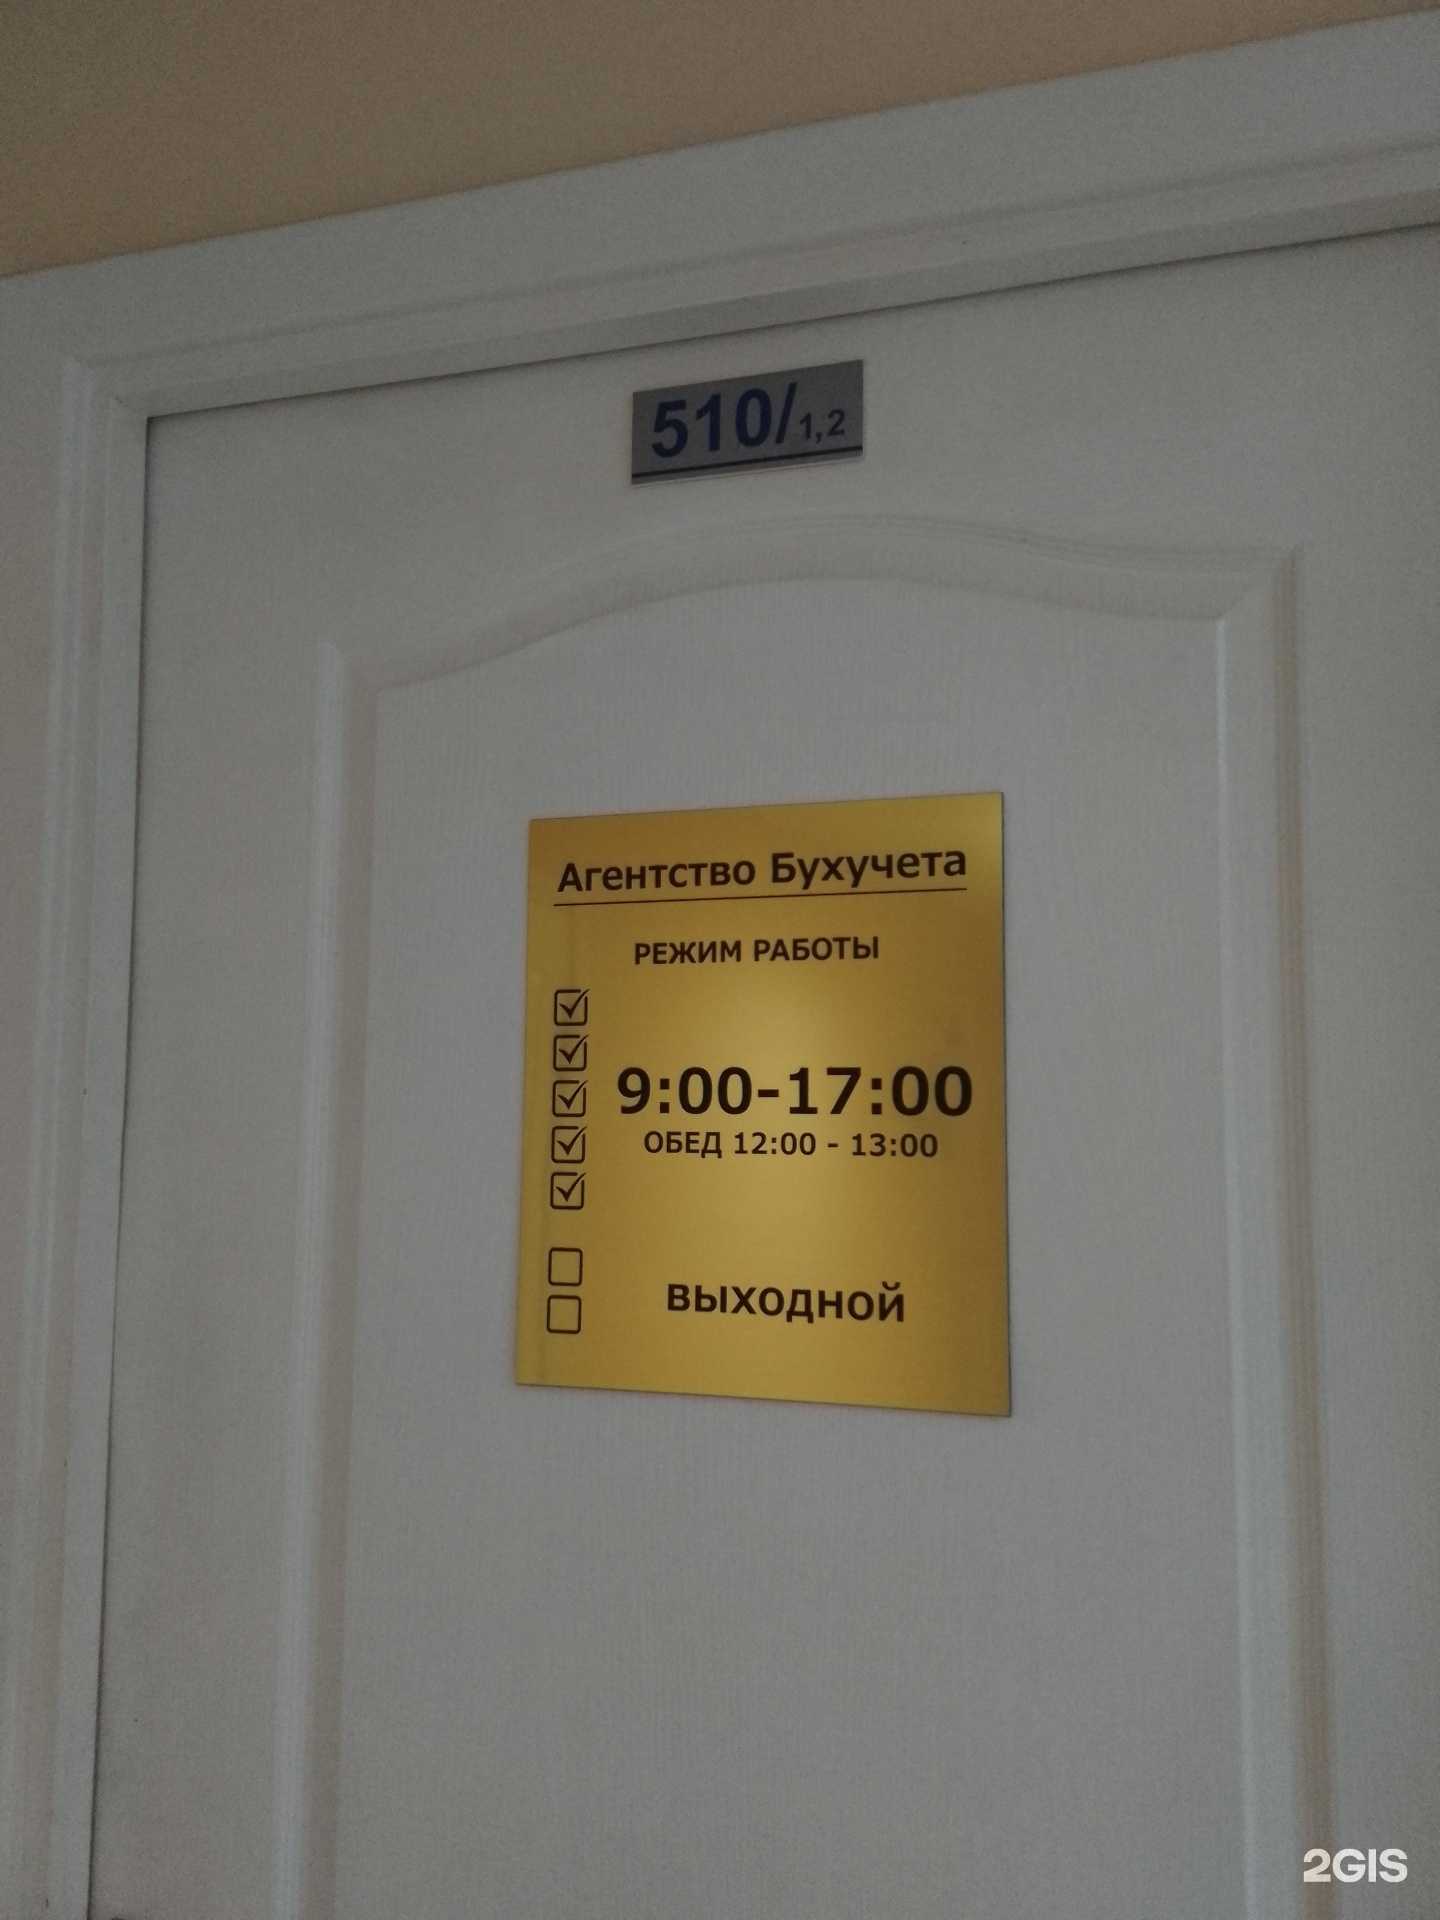 510/1,2
Агентство Бухучета
РЕЖИМ РАБОТЫ
9:00-17:00
ОБЕД 12:00 - 13:00
ВЫХОДНОЙ
2GIS